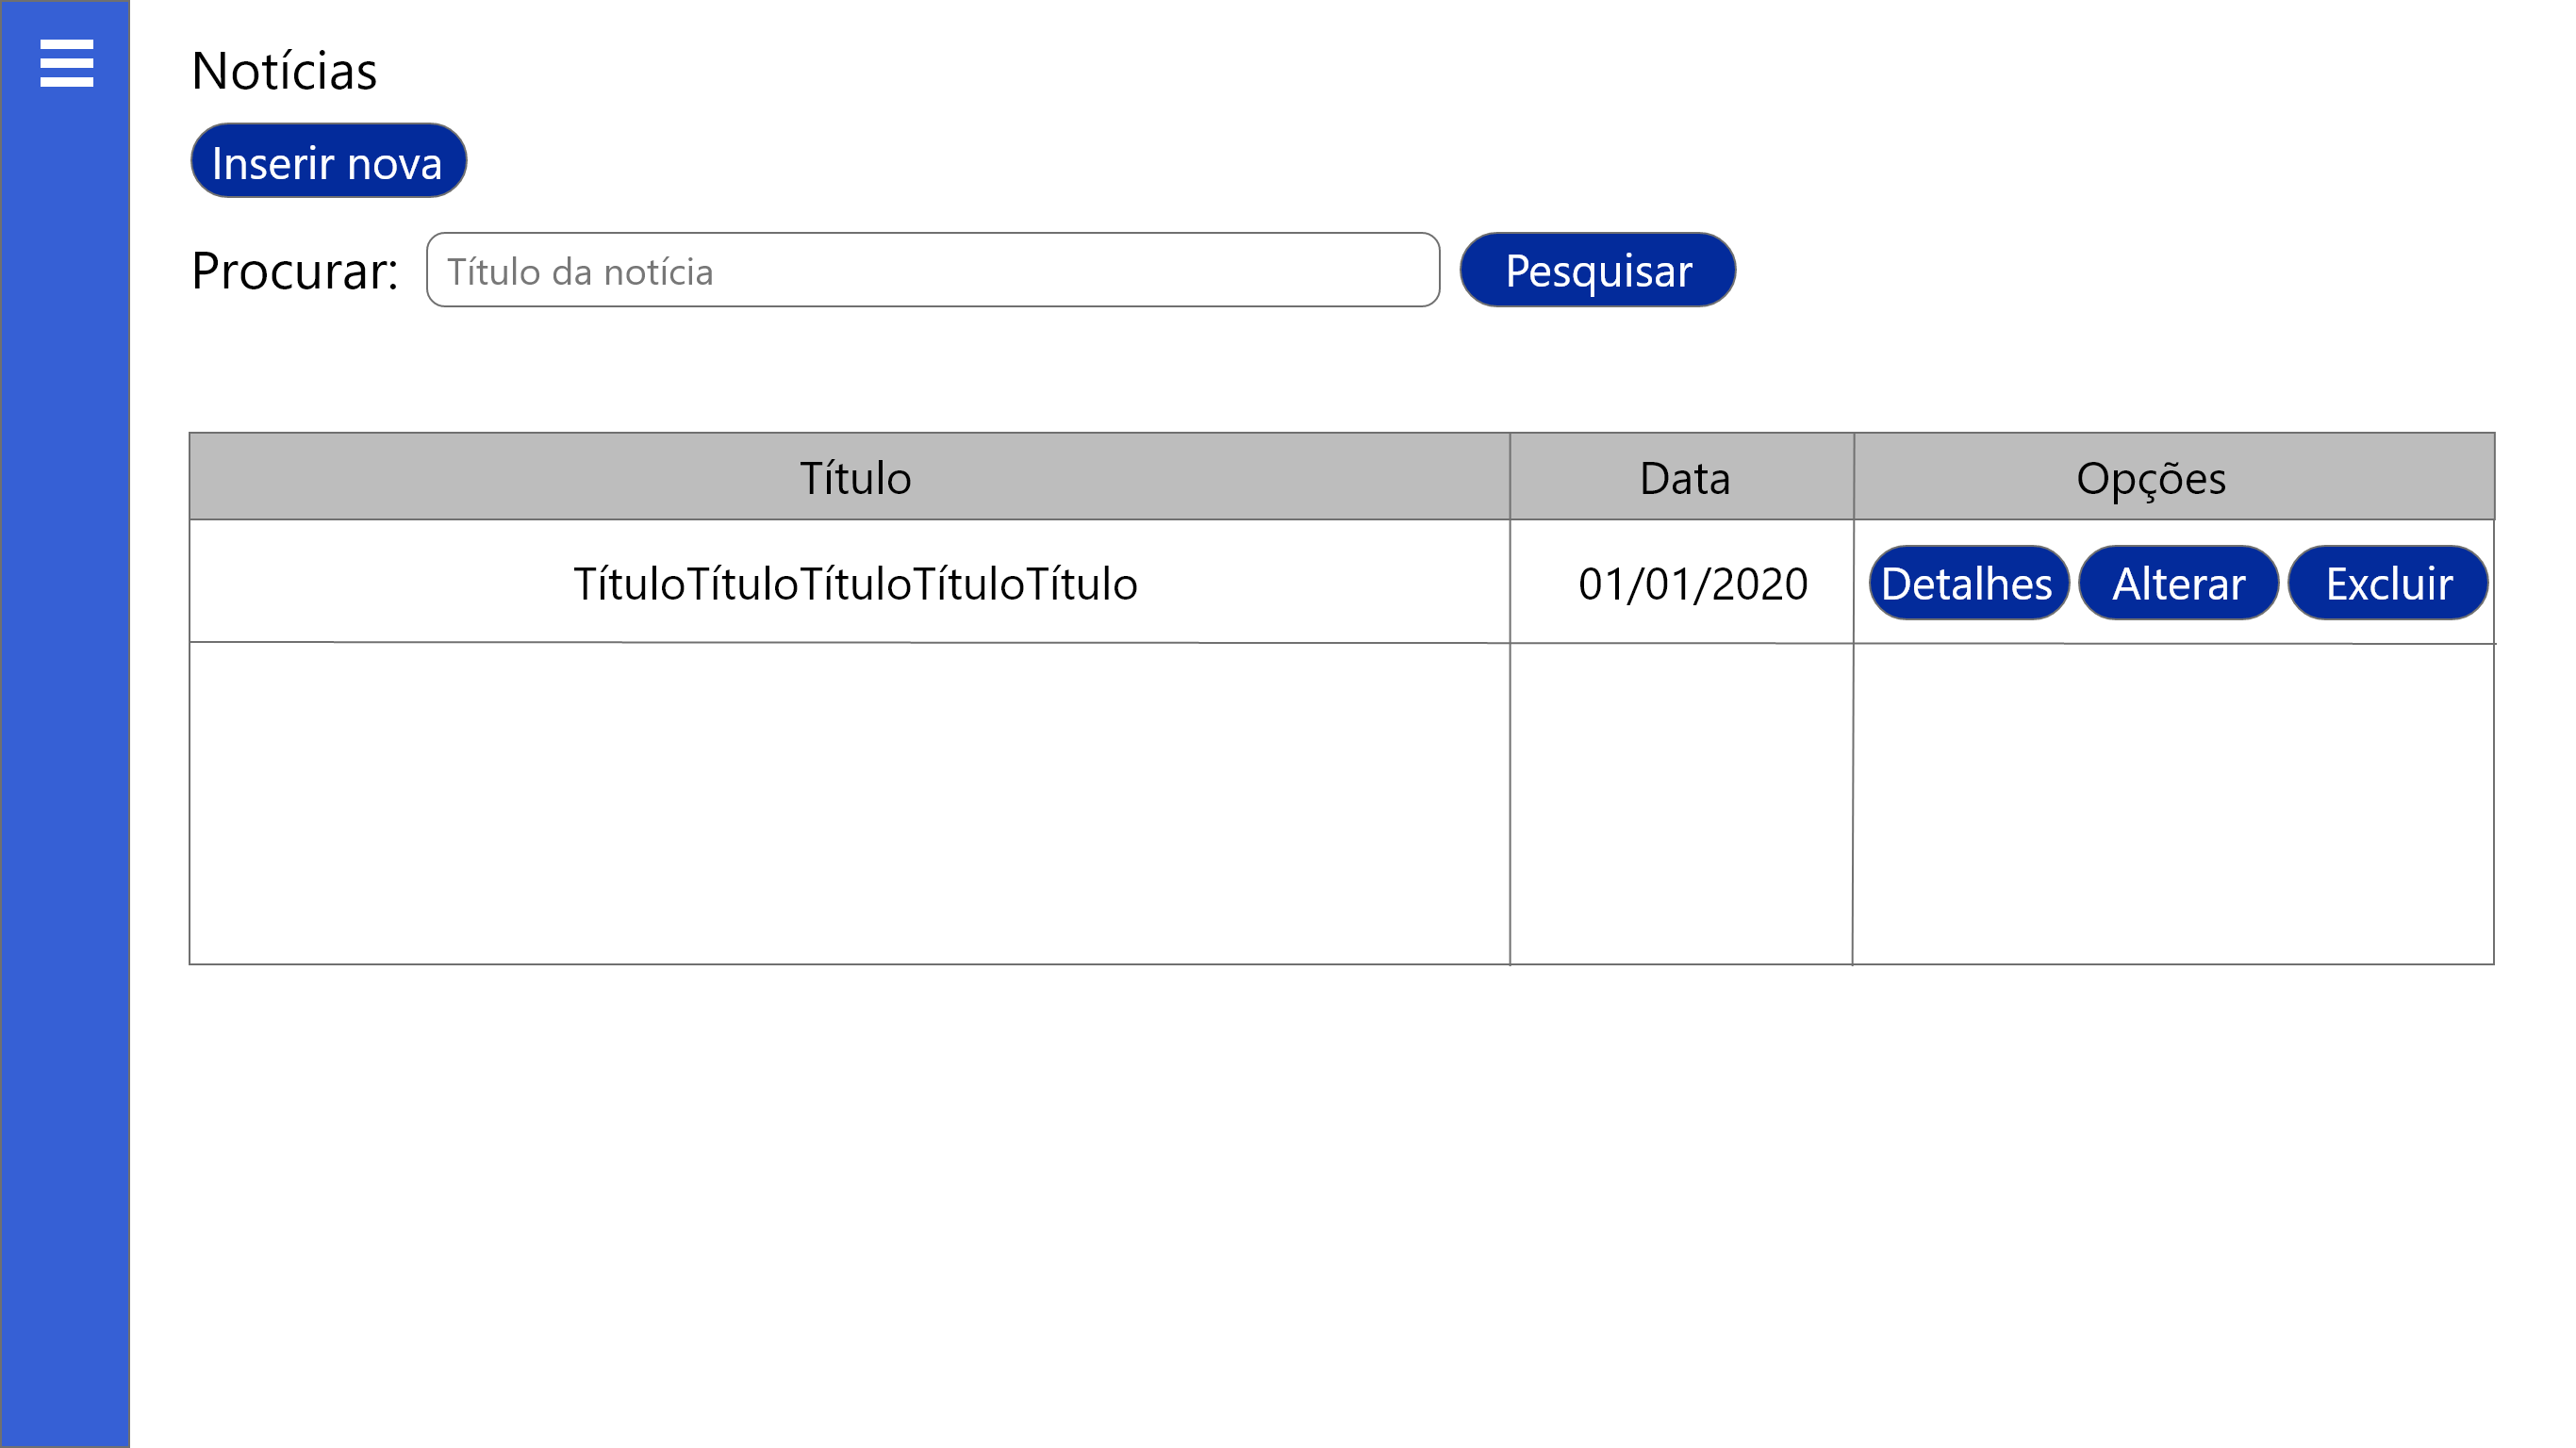 Notícias
Inserir nova
Procurar: Título da notícia Pesquisar
Título Data Opções
TítuloTítuloTítuloTítuloTítulo 01/01/2020 Detalhes Alterar Excluir